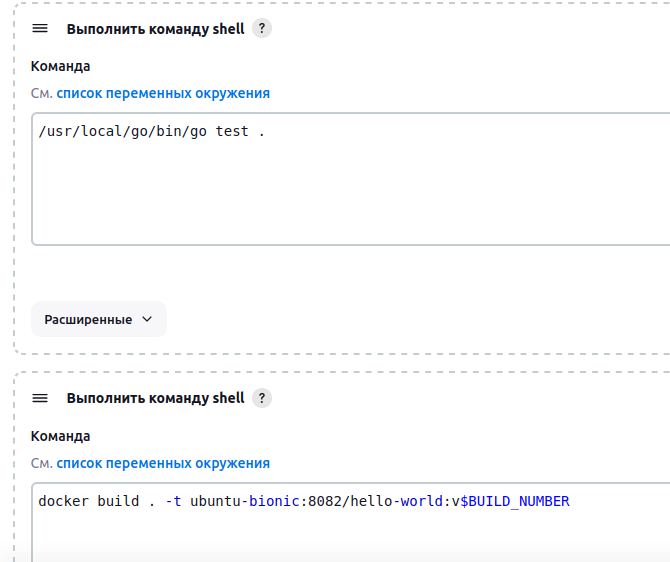 Выполнить команду shell ?
Команда
См. список переменных окружения
/usr/local/go/bin/go test .
Расширенные
Выполнить команду shell ?
Команда
См. список переменных окружения
docker build . -t ubuntu-bionic:8082/hello-world:v$BUILD_NUMBER